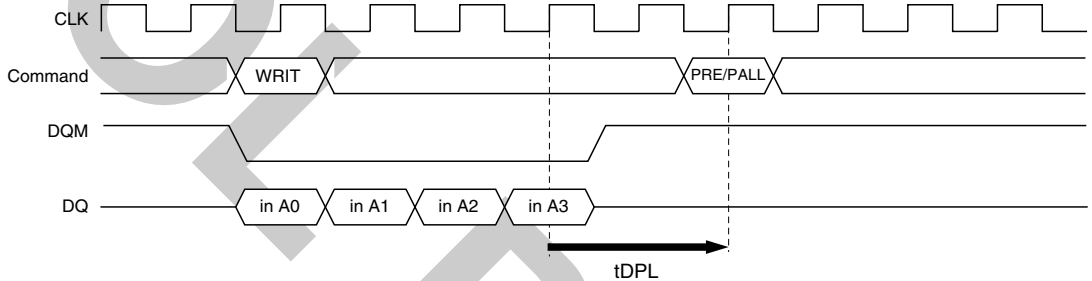 CLK
Command WRIT PRE/PALL
DQM
DQ in A0 in A1 in A2 in A3
tDPL